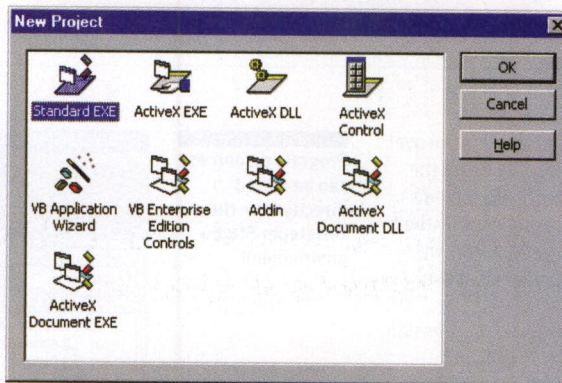 New Project
Standard EXE
ActiveX EXE
ActiveX DLL
ActiveX
Control
VB Application
Wizard
VB Enterprise
Edition
Controls
Addin
ActiveX
Document DLL
ActiveX
Document EXE
OK
Cancel
Help